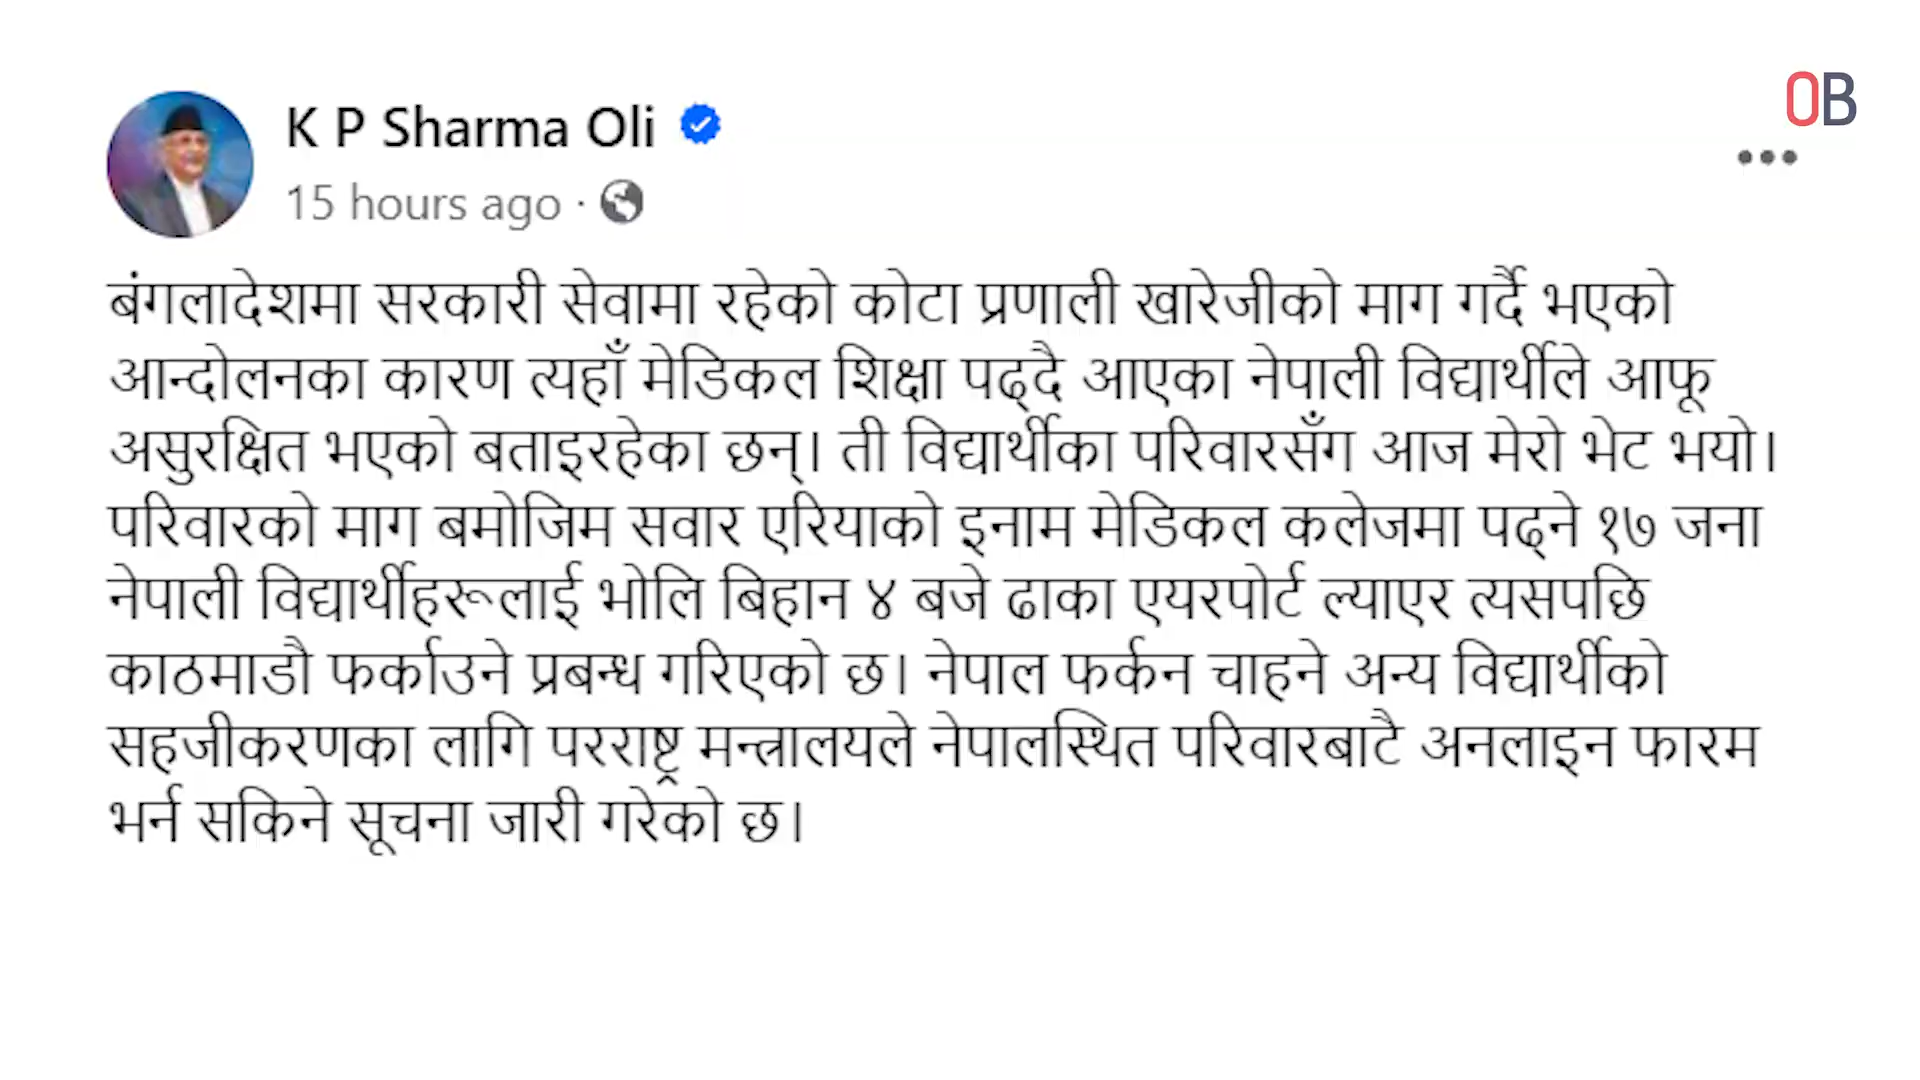 OB
K P Sharma Oli
15 hours ago ·
बंगलादेशमा सरकारी सेवामा रहेको कोटा प्रणाली खारेजीको माग गर्दै भएको
आन्दोलनका कारण त्यहाँ मेडिकल शिक्षा पढ्दै आएका नेपाली विद्यार्थीले आफू
असुरक्षित भएको बताइरहेका छन्। ती विद्यार्थीका परिवारसँग आज मेरो भेट भयो।
परिवारको माग बमोजिम सवार एरियाको इनाम मेडिकल कलेजमा पढ्ने १७ जना
नेपाली विद्यार्थीहरूलाई भोलि बिहान ४ बजे ढाका एयरपोर्ट ल्याएर त्यसपछि
काठमाडौ फर्काउने प्रबन्ध गरिएको छ। नेपाल फर्कन चाहने अन्य विद्यार्थीको
सहजीकरणका लागि परराष्ट्र मन्त्रालयले नेपालस्थित परिवारबाटै अनलाइन फारम
भर्न सकिने सूचना जारी गरेको छ।